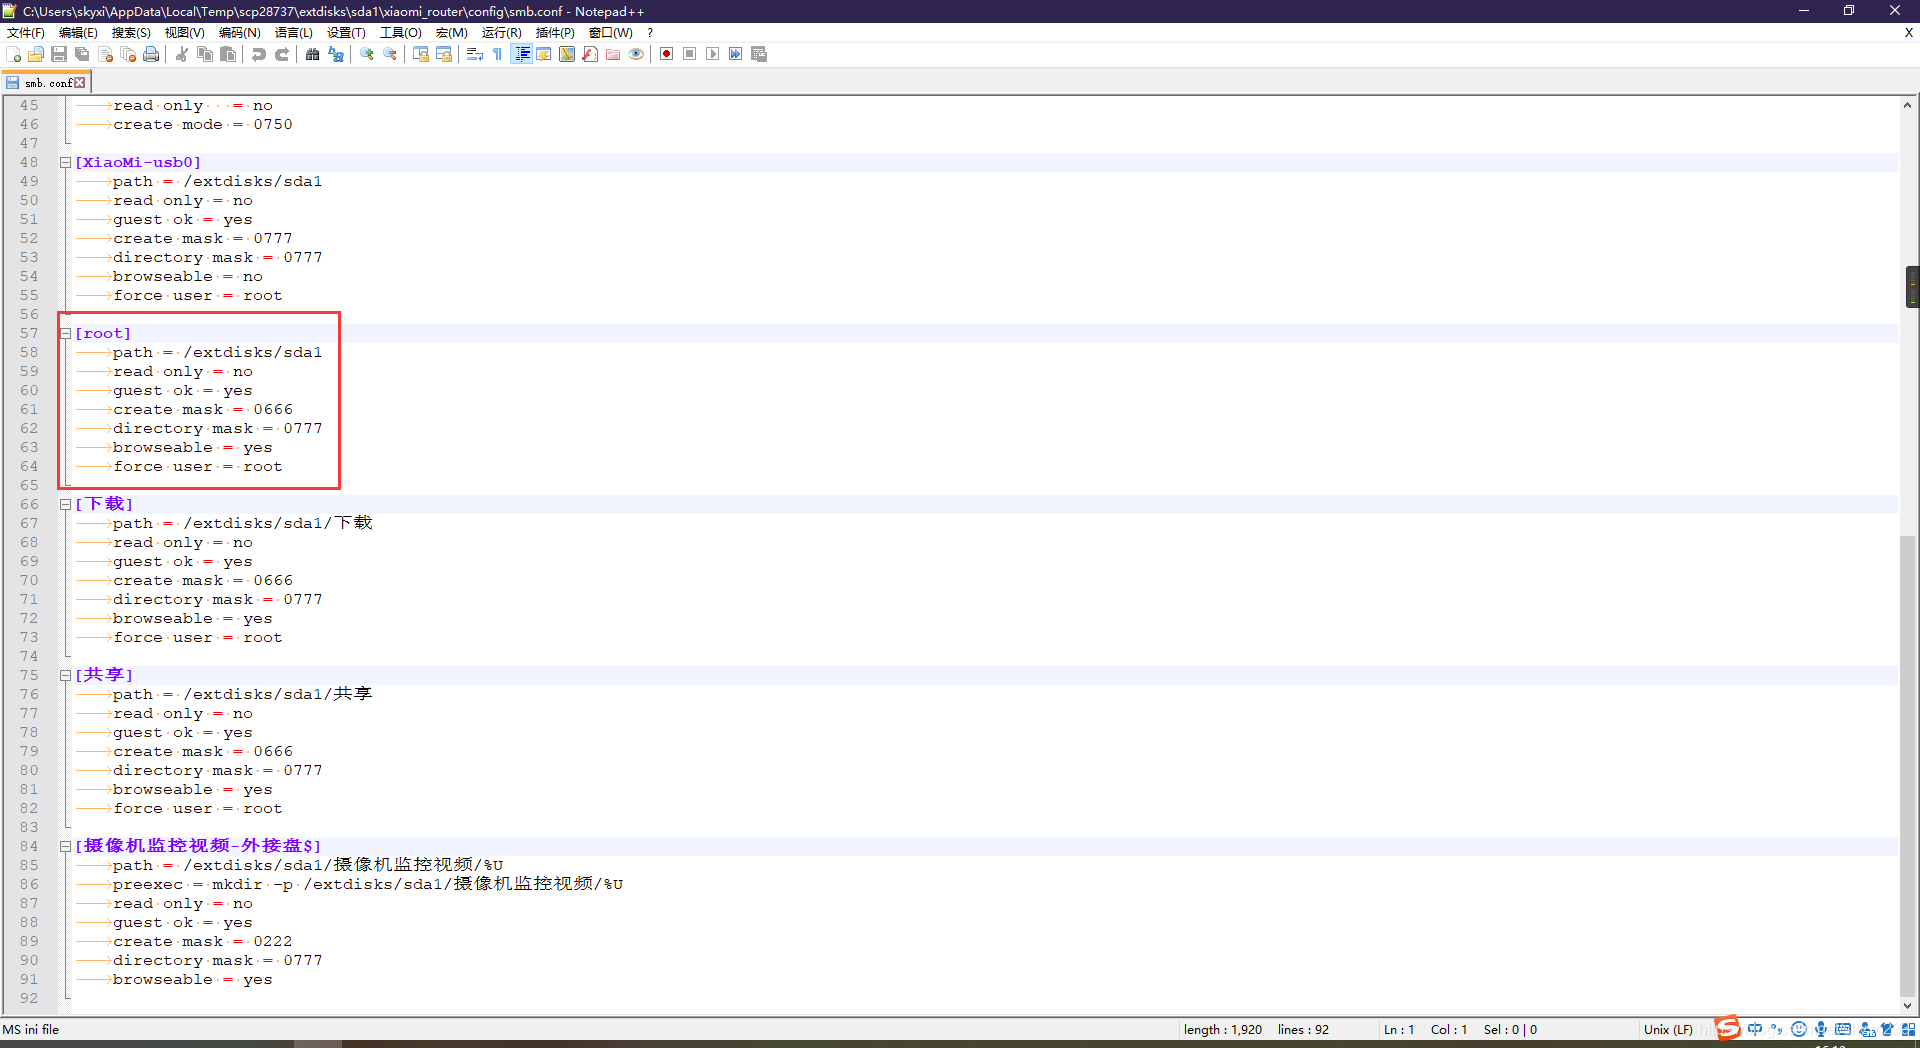 C:\Users\skyxi\AppData\Local\Temp\scp28737\extdisks\sda1\xiaomi_router\config\smb.conf - Notepad++
文件(F) 编辑(E) 搜索(S) 视图(V) 编码(N) 语言(L) 设置(T) 工具(O) 宏(M) 运行(R) 插件(P) 窗口(W) ? X
smb.conf
45 read only = no
46 create mode = 0750
47
48 [XiaoMi-usb0]
49 path = /extdisks/sda1
50 read only = no
51 guest ok = yes
52 create mask = 0777
53 directory mask = 0777
54 browseable = no
55 force user = root
56
57 [root]
58 path = /extdisks/sda1
59 read only = no
60 guest ok = yes
61 create mask = 0666
62 directory mask = 0777
63 browseable = yes
64 force user = root
65
66 [下载]
67 path = /extdisks/sda1/下载
68 read only = no
69 guest ok = yes
70 create mask = 0666
71 directory mask = 0777
72 browseable = yes
73 force user = root
74
75 [共享]
76 path = /extdisks/sda1/共享
77 read only = no
78 guest ok = yes
79 create mask = 0666
80 directory mask = 0777
81 browseable = yes
82 force user = root
83
84 [摄像机监控视频-外接盘$]
85 path = /extdisks/sda1/摄像机监控视频/%U
86 preexec = mkdir -p /extdisks/sda1/摄像机监控视频/%U
87 read only = no
88 guest ok = yes
89 create mask = 0222
90 directory mask = 0777
91 browseable = yes
92
MS ini file length : 1,920 lines : 92 Ln : 1 Col : 1 Sel : 0 | 0 Unix (LF) 中